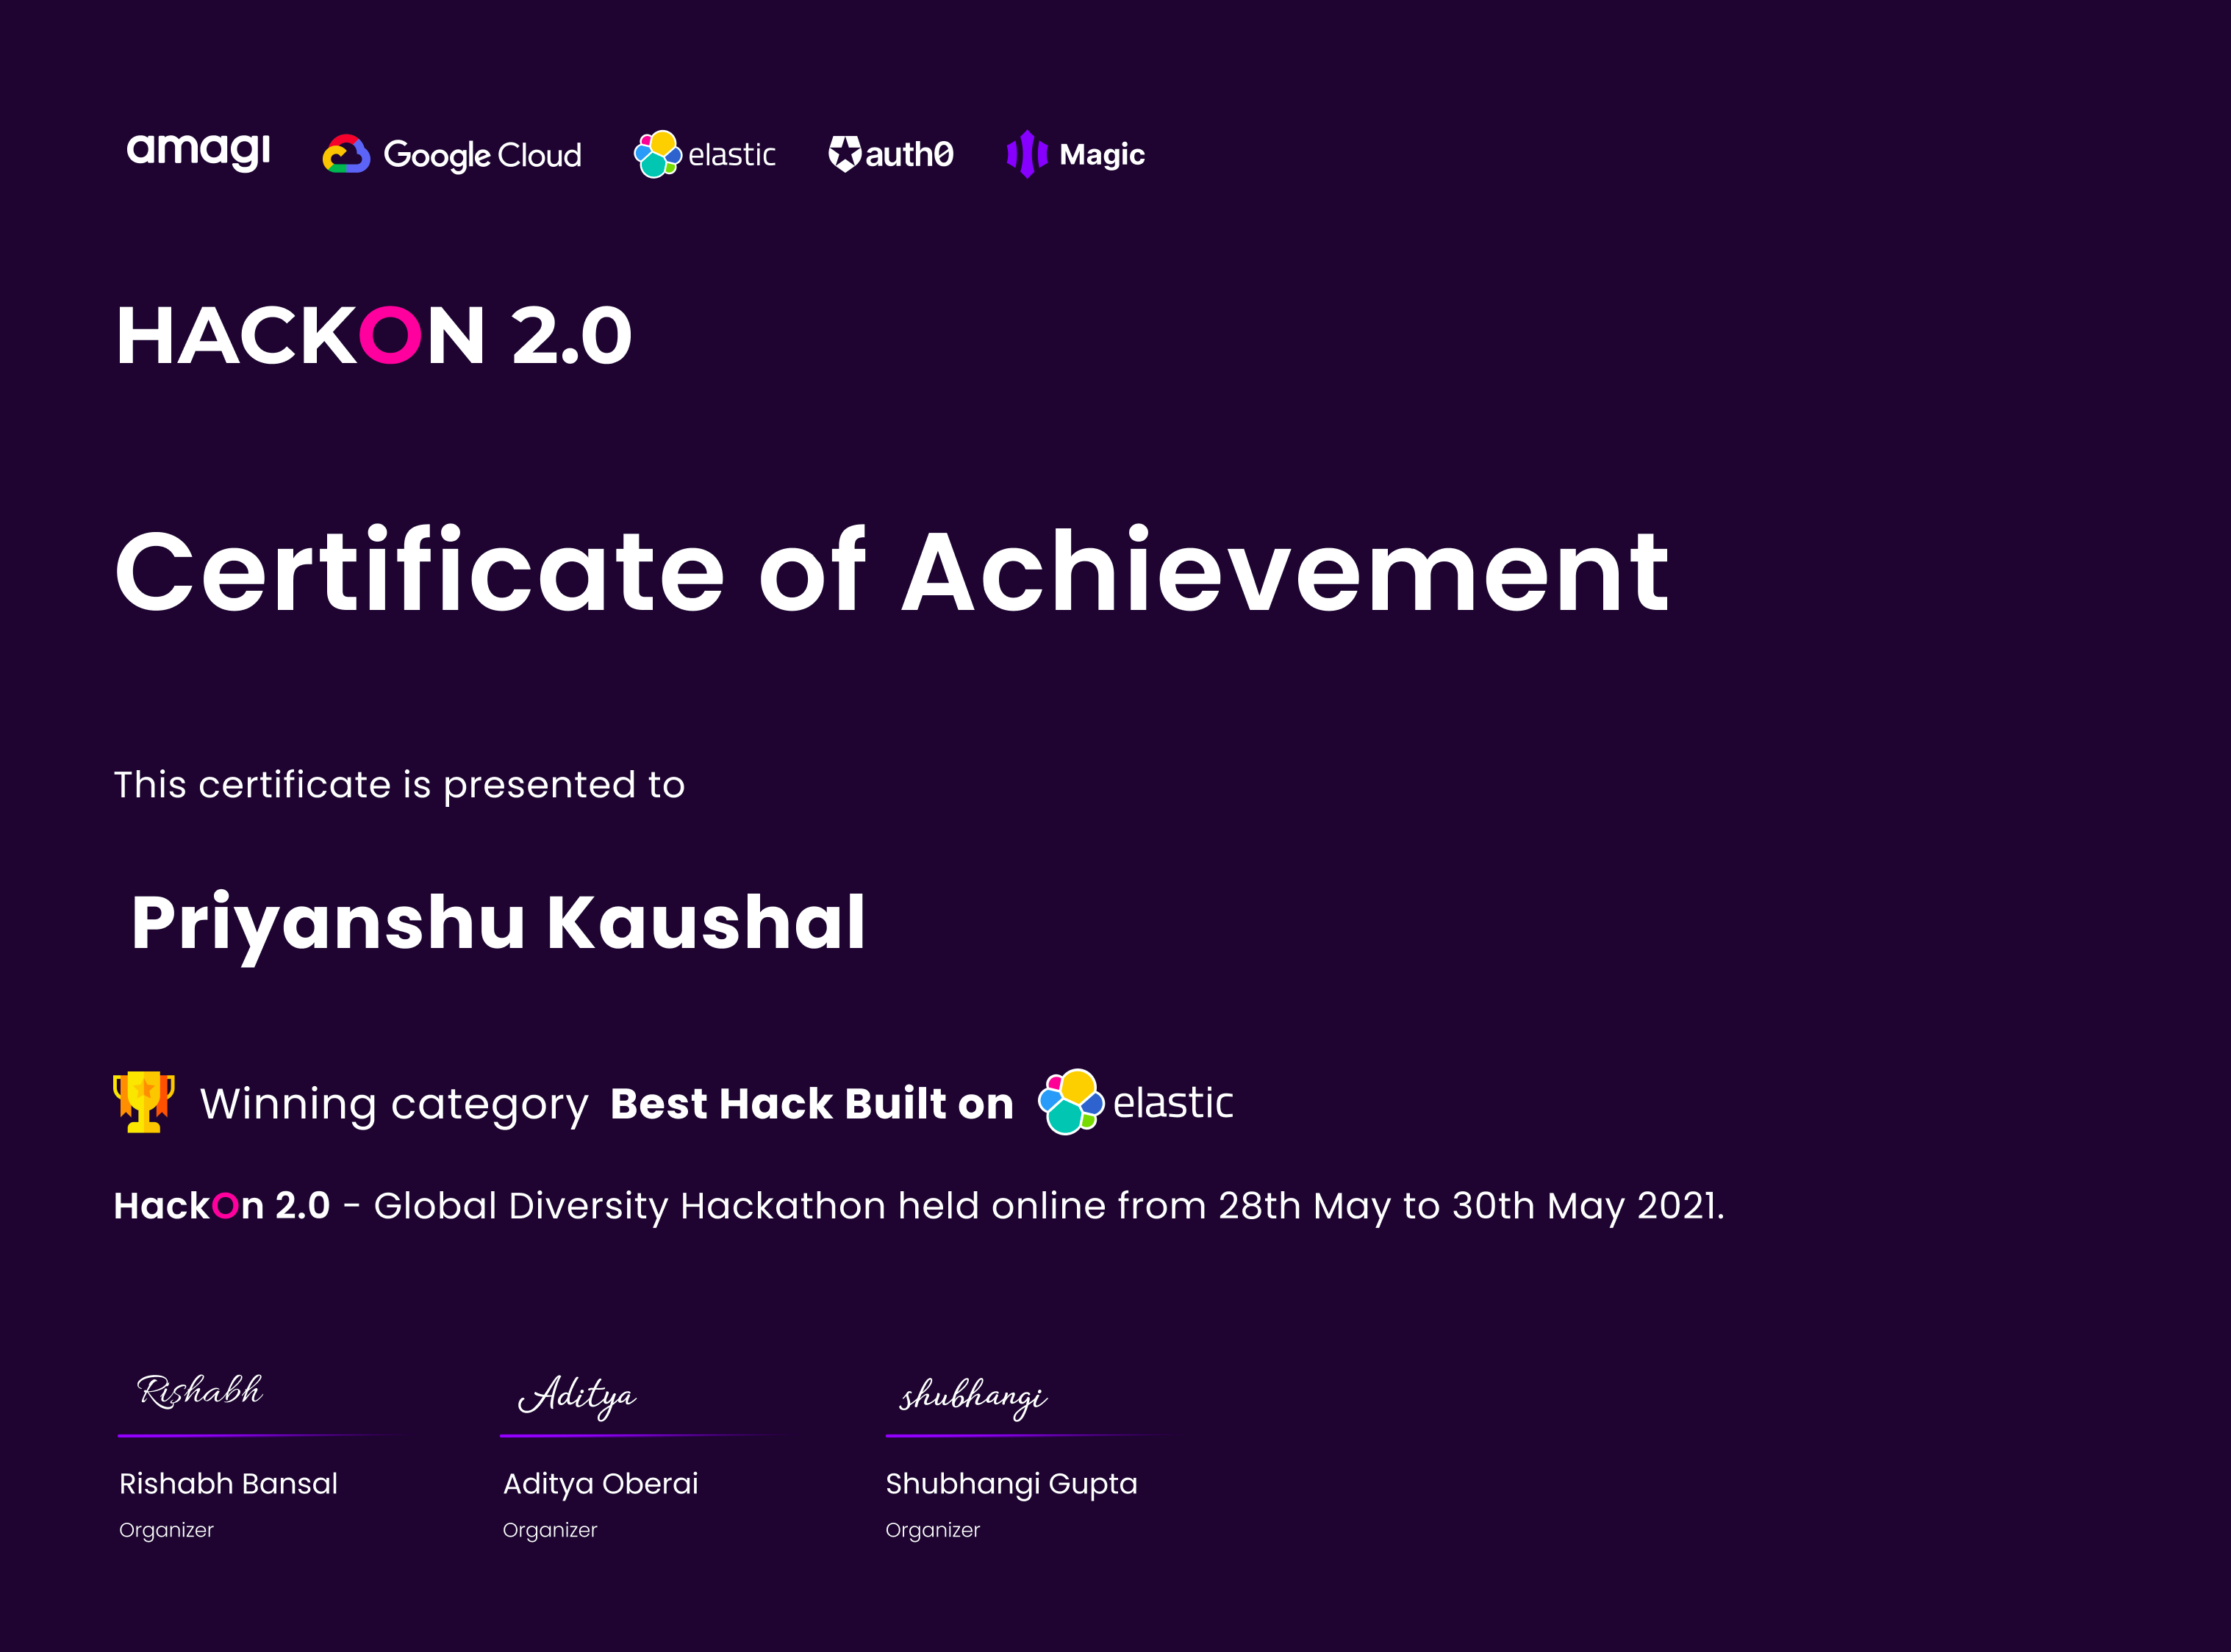 amagi Google Cloud elastic auth0 Magic
HACKON 2.0
Certificate of Achievement
This certificate is presented to
Priyanshu Kaushal
Winning category Best Hack Built on elastic
HackOn 2.0 - Global Diversity Hackathon held online from 28th May to 30th May 2021.
Rishabh Aditya shubhangi
Rishabh Bansal Aditya Oberai Shubhangi Gupta
Organizer Organizer Organizer